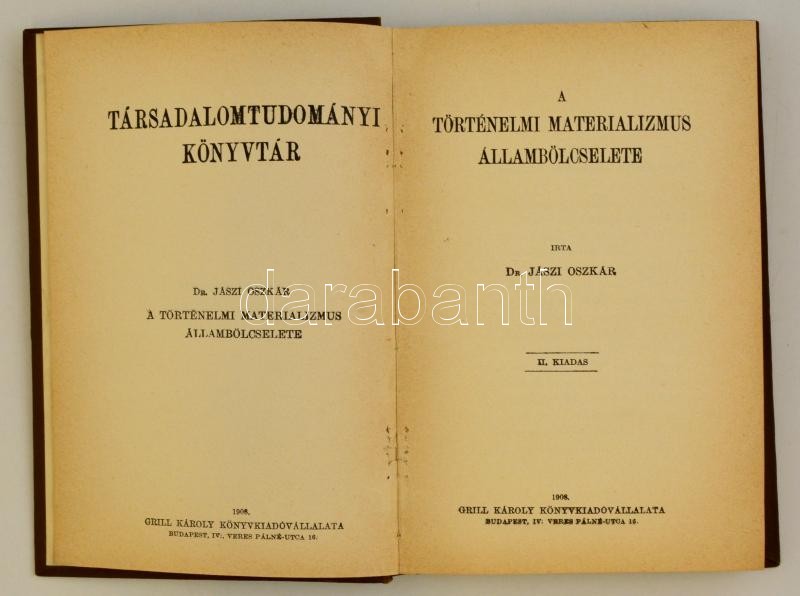 TÁRSADALOMTUDOMÁNYI
KÖNYVTÁR
DR. JÁSZI OSZKÁR
A TÖRTÉNELMI MATERIALIZMUS
ÁLLAMBÖLCSELETE
1908.
GRILL KÁROLY KÖNYVKIADÓVÁLLALATA
BUDAPEST, IV., VERES PÁLNÉ-UTCA 16.
A
TÖRTÉNELMI MATERIALIZMUS
ÁLLAMBÖLCSELETE
IRTA
DR. JÁSZI OSZKÁR
II. KIADAS
1908.
GRILL KÁROLY KÖNYVKIADÓVÁLLALATA
BUDAPEST, IV: VERES PÁLNÉ-UTCA 16.
darabanth